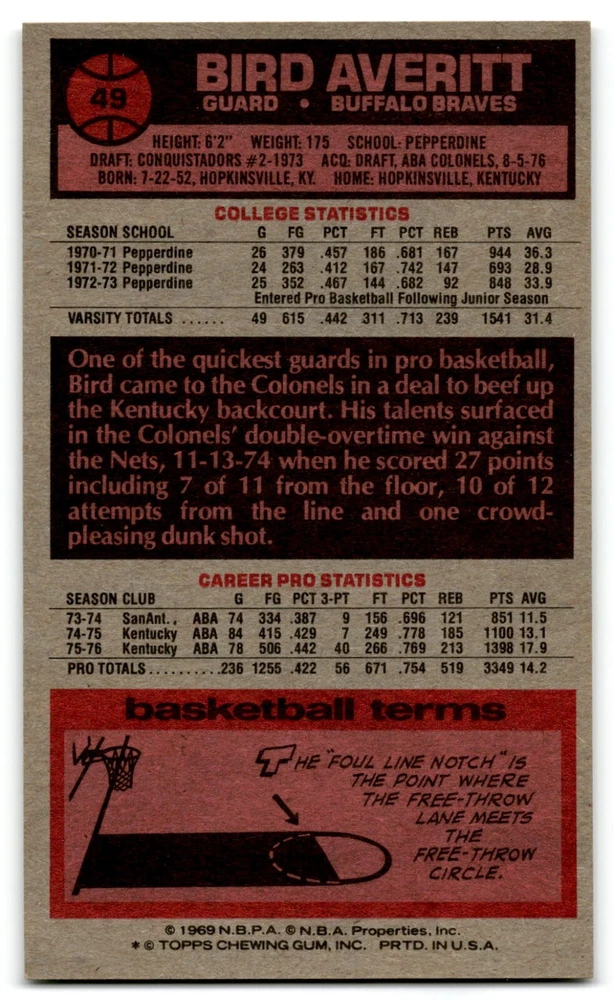 49
BIRD AVERITT
GUARD • BUFFALO BRAVES
HEIGHT: 6'2" WEIGHT: 175 SCHOOL: PEPPERDINE
DRAFT: CONQUISTADORS #2-1973 ACQ: DRAFT, ABA COLONELS, 8-5-76
BORN: 7-22-52, HOPKINSVILLE, KY. HOME: HOPKINSVILLE, KENTUCKY
COLLEGE STATISTICS
SEASON SCHOOL G FG PCT FT PCT REB PTS AVG
1970-71 Pepperdine 26 379 .457 186 .681 167 944 36.3
1971-72 Pepperdine 24 263 .412 167 .742 147 693 28.9
1972-73 Pepperdine 25 352 .467 144 .682 92 848 33.9
Entered Pro Basketball Following Junior Season
VARSITY TOTALS ...... 49 615 .442 311 .713 239 1541 31.4
One of the quickest guards in pro basketball,
Bird came to the Colonels in a deal to beef up
the Kentucky backcourt. His talents surfaced
in the Colonels' double-overtime win against
the Nets, 11-13-74 when he scored 27 points
including 7 of 11 from the floor, 10 of 12
attempts from the line and one crowd-
pleasing dunk shot.
CAREER PRO STATISTICS
SEASON CLUB G FG PCT 3-PT FT PCT REB PTS AVG
73-74 SanAnt., ABA 74 334 .387 9 156 .696 121 851 11.5
74-75 Kentucky ABA 84 415 .429 7 249 .778 185 1100 13.1
75-76 Kentucky ABA 78 506 .442 40 266 .769 213 1398 17.9
PRO TOTALS..........236 1255 .422 56 671 .754 519 3349 14.2
basketball terms
THE "FOUL LINE NOTCH" IS
THE POINT WHERE
THE FREE-THROW
LANE MEETS
THE
FREE-THROW
CIRCLE.
© 1969 N.B.P.A. © N.B.A. Properties, Inc.
* © TOPPS CHEWING GUM, INC. PRTD. IN U.S.A.